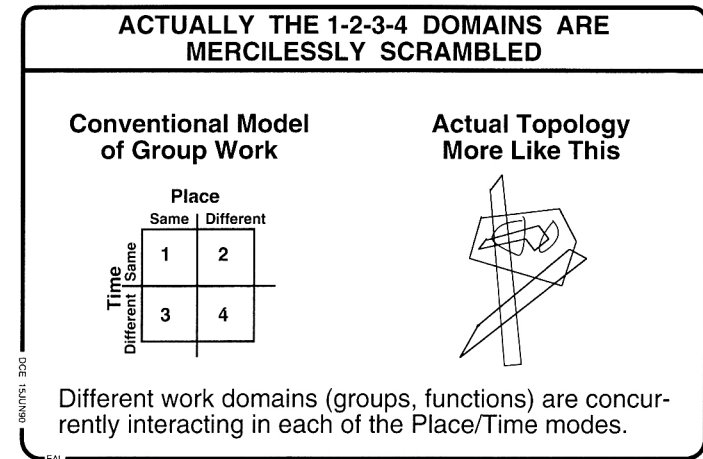 ACTUALLY THE 1-2-3-4 DOMAINS ARE
MERCILESSLY SCRAMBLED
Conventional Model
of Group Work
Place
Same Different
Time
Same
1 2
Different
3 4
Actual Topology
More Like This
Different work domains (groups, functions) are concur-
rently interacting in each of the Place/Time modes.
DCE 15JUN90